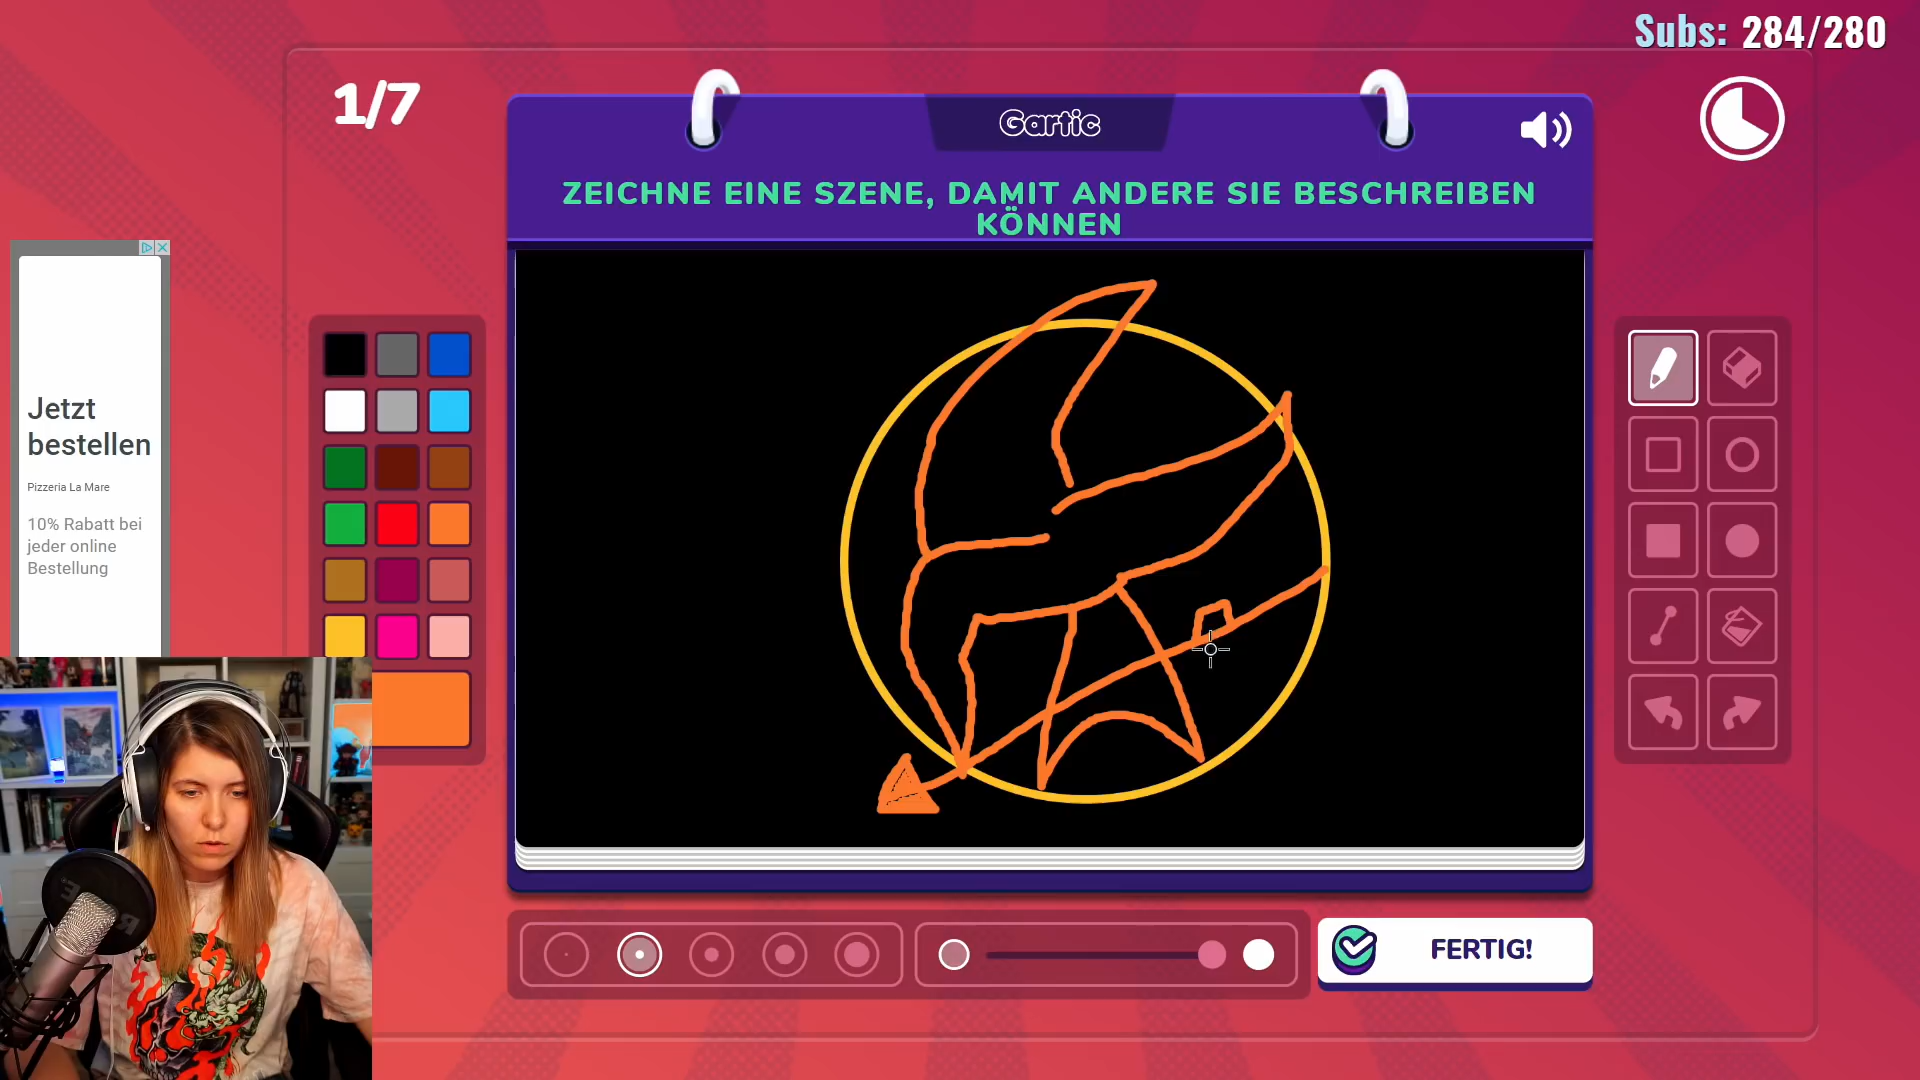 Subs: 284/280
1/7
Gartic
ZEICHNE EINE SZENE, DAMIT ANDERE SIE BESCHREIBEN
KÖNNEN
Jetzt
bestellen
Pizzeria La Mare
10% Rabatt bei
jeder online
Bestellung
FERTIG!